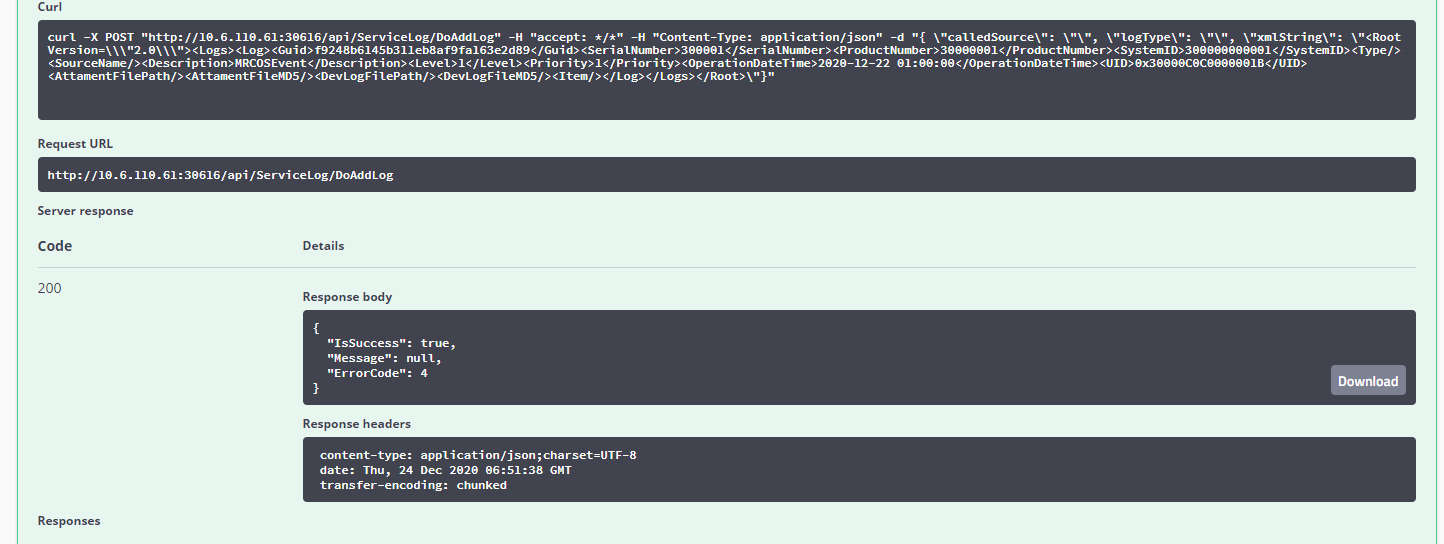 Curl
curl -X POST "http://10.6.110.61:30616/api/ServiceLog/DoAddLog" -H "accept: */*" -H "Content-Type: application/json" -d "{ \"calledSource\": \"\", \"logType\": \"\", \"xmlString\": \"<Root
Version=\\\"2.0\\\"><Logs><Log><Guid>f9248b6145b311eb8af9fa163e2d89</Guid><SerialNumber>300001</SerialNumber><ProductNumber>30000001</ProductNumber><SystemID>300000000001</SystemID><Type/>
<SourceName/><Description>MRCOSEvent</Description><Level>1</Level><Priority>1</Priority><OperationDateTime>2020-12-22 01:00:00</OperationDateTime><UID>0x30000C0C0000001B</UID>
<AttamentFilePath/><AttamentFileMD5/><DevLogFilePath/><DevLogFileMD5/><Item/></Log></Logs></Root>\"}"
Request URL
http://10.6.110.61:30616/api/ServiceLog/DoAddLog
Server response
Code Details
200
Response body
{
"IsSuccess": true,
"Message": null,
"ErrorCode": 4
}
Download
Response headers
content-type: application/json;charset=UTF-8
date: Thu, 24 Dec 2020 06:51:38 GMT
transfer-encoding: chunked
Responses